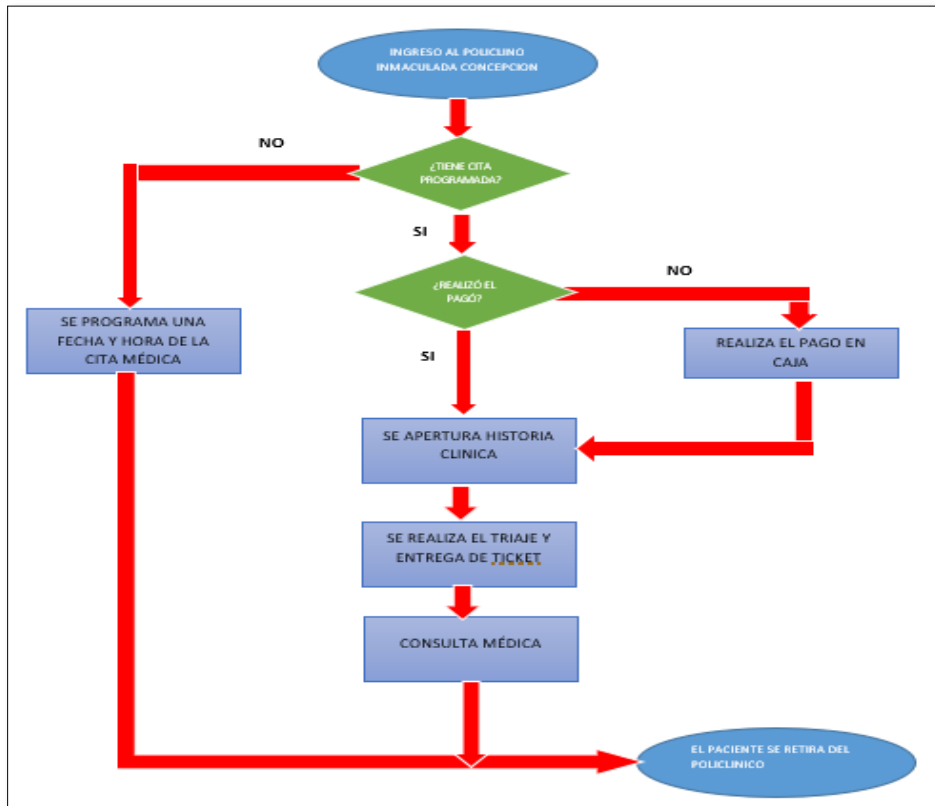 INGRESO AL POLICLINO
INMACULADA CONCEPCION
NO
¿TIENE CITA
PROGRAMADA?
SI
¿REALIZÓ EL
PAGÓ?
NO
SE PROGRAMA UNA
FECHA Y HORA DE LA
CITA MÉDICA
REALIZA EL PAGO EN
CAJA
SI
SE APERTURA HISTORIA
CLINICA
SE REALIZA EL TRIAJE Y
ENTREGA DE TICKET
CONSULTA MÉDICA
EL PACIENTE SE RETIRA DEL
POLICLINICO